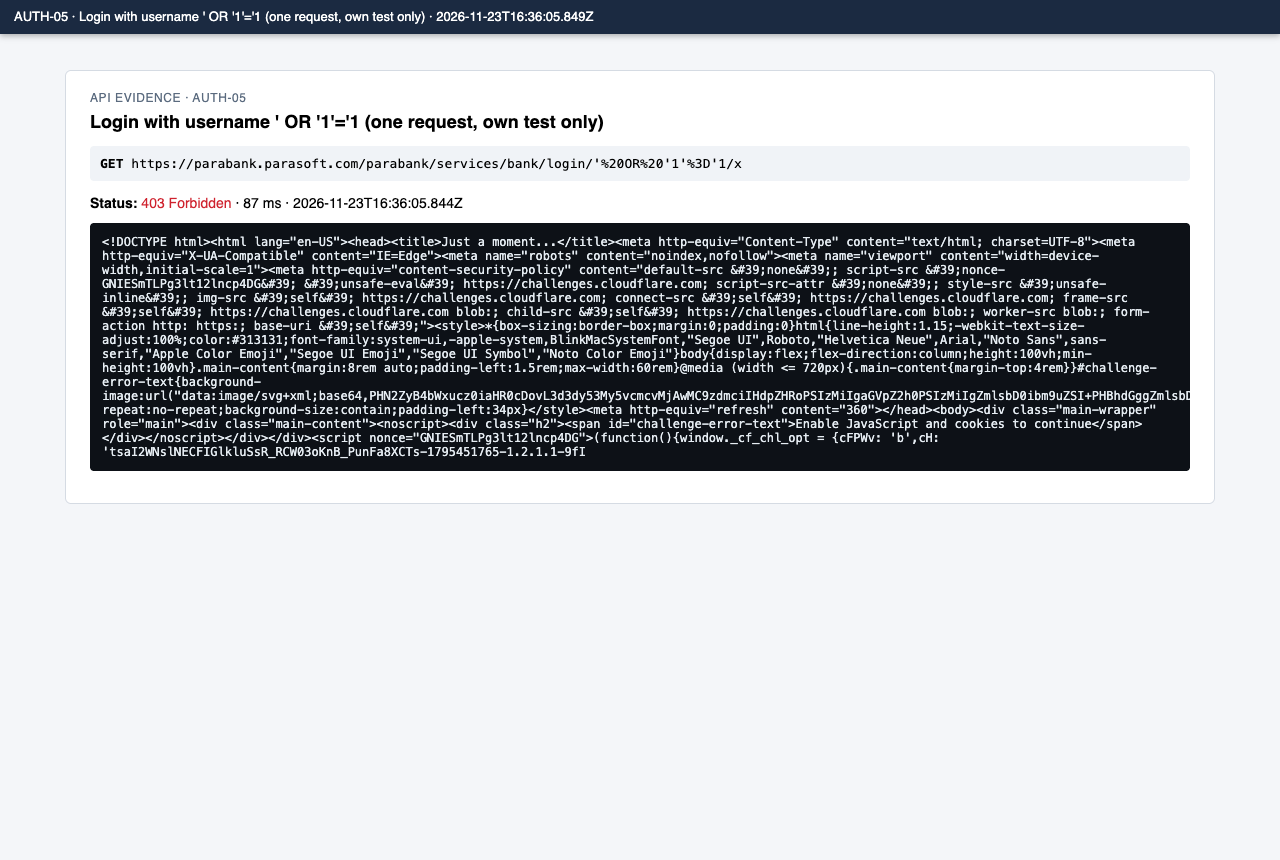 AUTH-05 · Login with username ' OR '1'='1 (one request, own test only) · 2026-11-23T16:36:05.849Z
API EVIDENCE · AUTH-05
Login with username ' OR '1'='1 (one request, own test only)
GET https://parabank.parasoft.com/parabank/services/bank/login/'%20OR%20'1'%3D'1/x
Status: 403 Forbidden · 87 ms · 2026-11-23T16:36:05.844Z
<!DOCTYPE html><html lang="en-US"><head><title>Just a moment...</title><meta http-equiv="Content-Type" content="text/html; charset=UTF-8"><meta
http-equiv="X-UA-Compatible" content="IE=Edge"><meta name="robots" content="noindex,nofollow"><meta name="viewport" content="width=device-
width,initial-scale=1"><meta http-equiv="content-security-policy" content="default-src &#39;none&#39;; script-src &#39;nonce-
GNIESmTLPg3lt12lncp4DG&#39; &#39;unsafe-eval&#39; https://challenges.cloudflare.com; script-src-attr &#39;none&#39;; style-src &#39;unsafe-
inline&#39;; img-src &#39;self&#39; https://challenges.cloudflare.com; connect-src &#39;self&#39; https://challenges.cloudflare.com; frame-src
&#39;self&#39; https://challenges.cloudflare.com blob:; child-src &#39;self&#39; https://challenges.cloudflare.com blob:; worker-src blob:; form-
action http: https:; base-uri &#39;self&#39;"><style>*{box-sizing:border-box;margin:0;padding:0}html{line-height:1.15;-webkit-text-size-
adjust:100%;color:#313131;font-family:system-ui,-apple-system,BlinkMacSystemFont,"Segoe UI",Roboto,"Helvetica Neue",Arial,"Noto Sans",sans-
serif,"Apple Color Emoji","Segoe UI Emoji","Segoe UI Symbol","Noto Color Emoji"}body{display:flex;flex-direction:column;height:100vh;min-
height:100vh}.main-content{margin:8rem auto;padding-left:1.5rem;max-width:60rem}@media (width <= 720px){.main-content{margin-top:4rem}}#challenge-
error-text{background-
image:url("data:image/svg+xml;base64,PHN2ZyB4bWxucz0iaHR0cDovL3d3dy53My5vcmcvMjAwMC9zdmciIHdpZHRoPSIzMiIgaGVpZ2h0PSIzMiIgZmlsbD0ibm9uZSI+PHBhdGggZmlsbD
repeat:no-repeat;background-size:contain;padding-left:34px}</style><meta http-equiv="refresh" content="360"></head><body><div class="main-wrapper"
role="main"><div class="main-content"><noscript><div class="h2"><span id="challenge-error-text">Enable JavaScript and cookies to continue</span>
</div></noscript></div></div><script nonce="GNIESmTLPg3lt12lncp4DG">(function(){window._cf_chl_opt = {cFPWv: 'b',cH:
'tsaI2WNslNECFIGlkluSsR_RCW03oKnB_PunFa8XCTs-1795451765-1.2.1.1-9fI